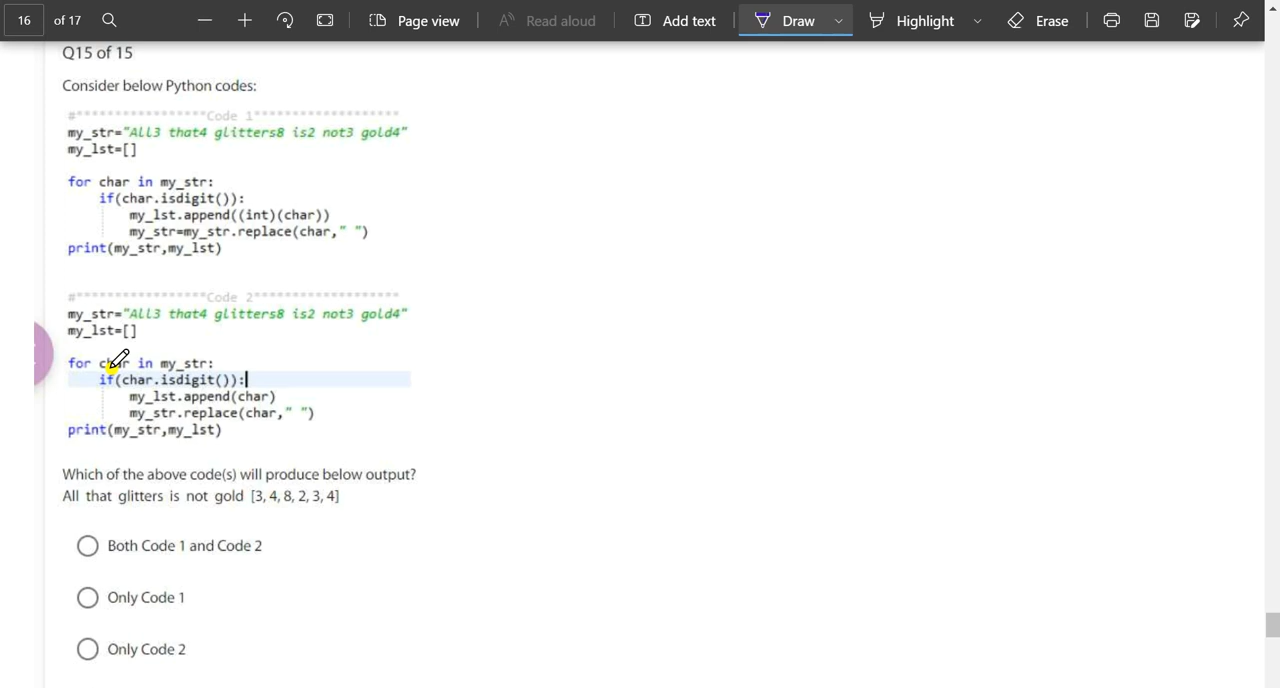 16 of 17 Page view Read aloud Add text Draw Highlight Erase
Q15 of 15
Consider below Python codes:
#*****************Code 1*******************
my_str="All3 that4 glitters8 is2 not3 gold4"
my_lst=[]
for char in my_str:
if(char.isdigit()):
my_lst.append((int)(char))
my_str=my_str.replace(char," ")
print(my_str,my_lst)
#*****************Code 2*******************
my_str="All3 that4 glitters8 is2 not3 gold4"
my_lst=[]
for char in my_str:
if(char.isdigit()):
my_lst.append(char)
my_str.replace(char," ")
print(my_str,my_lst)
Which of the above code(s) will produce below output?
All that glitters is not gold [3, 4, 8, 2, 3, 4]
Both Code 1 and Code 2
Only Code 1
Only Code 2